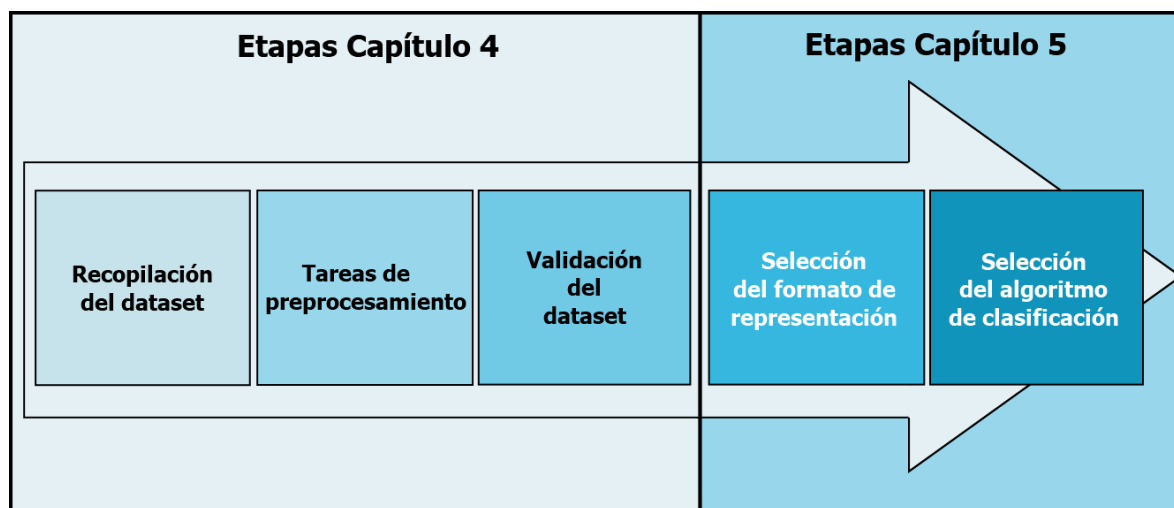 Etapas Capítulo 4
Etapas Capítulo 5
Recopilación
del dataset
Tareas de
preprocesamiento
Validación
del
dataset
Selección
del formato de
representación
Selección
del algoritmo
de clasificación